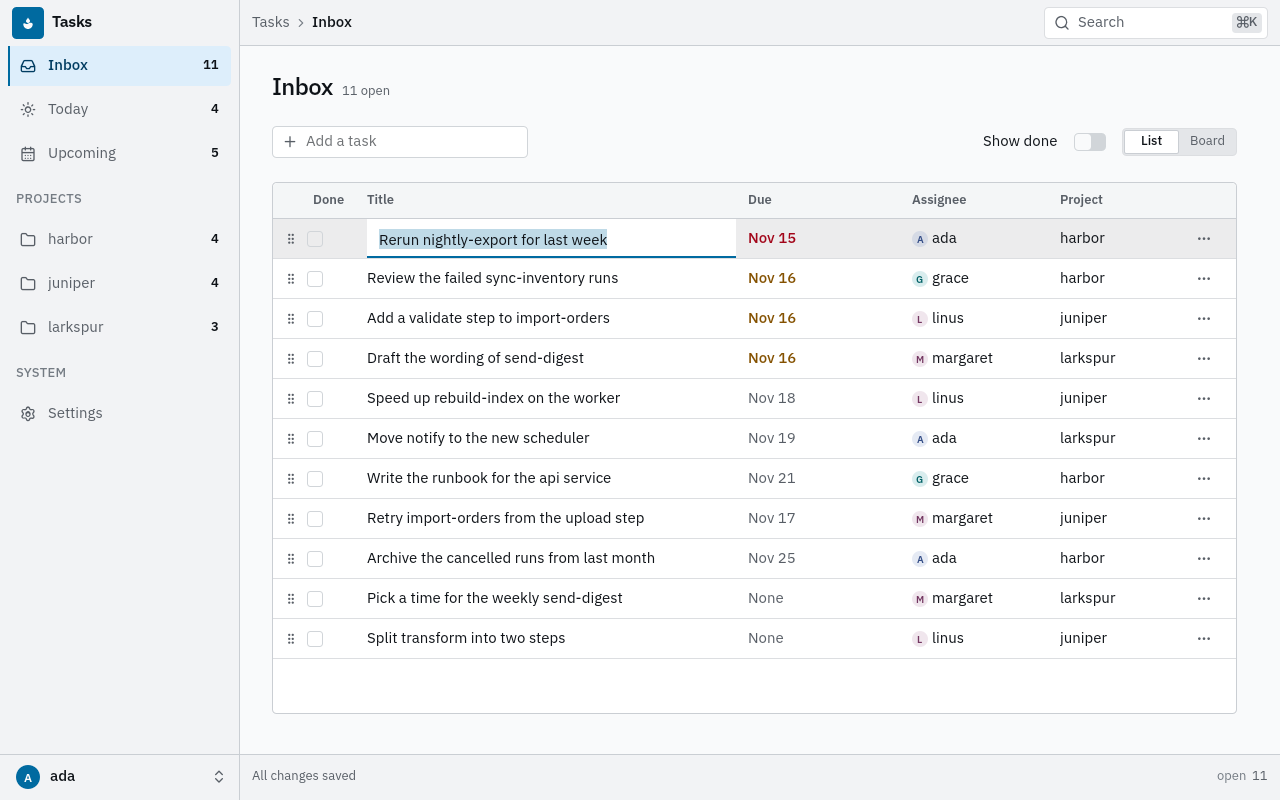 Tasks
Inbox 11
Today 4
Upcoming 5
PROJECTS
harbor 4
juniper 4
larkspur 3
SYSTEM
Settings
A ada
Tasks > Inbox
Search ⌘K
Inbox 11 open
Add a task
Show done List Board
Done Title Due Assignee Project
Rerun nightly-export for last week Nov 15 A ada harbor
Review the failed sync-inventory runs Nov 16 G grace harbor
Add a validate step to import-orders Nov 16 L linus juniper
Draft the wording of send-digest Nov 16 M margaret larkspur
Speed up rebuild-index on the worker Nov 18 L linus juniper
Move notify to the new scheduler Nov 19 A ada larkspur
Write the runbook for the api service Nov 21 G grace harbor
Retry import-orders from the upload step Nov 17 M margaret juniper
Archive the cancelled runs from last month Nov 25 A ada harbor
Pick a time for the weekly send-digest None M margaret larkspur
Split transform into two steps None L linus juniper
All changes saved open 11